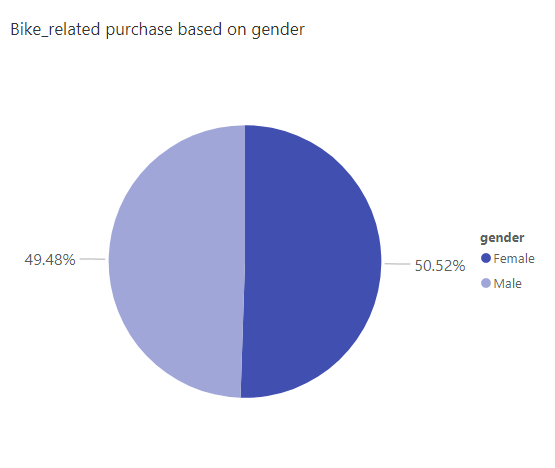 Bike_related purchase based on gender
49.48%
50.52%
gender
Female
Male